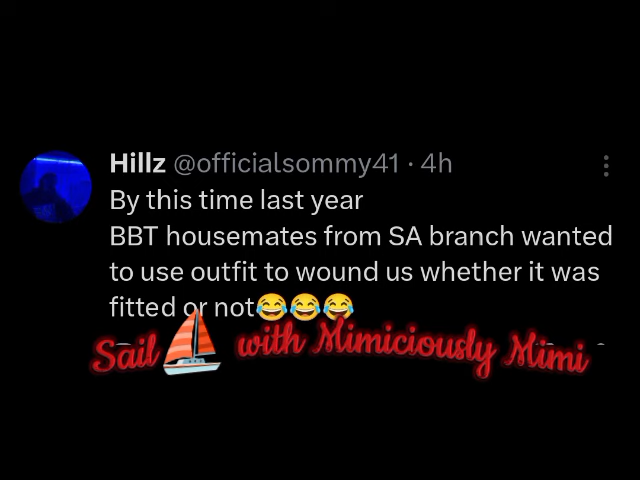 Hillz @officialsommy41 · 4h
By this time last year
BBT housemates from SA branch wanted
to use outfit to wound us whether it was
fitted or not😂😂😂
Sail⛵ with Mimiciously Mimi